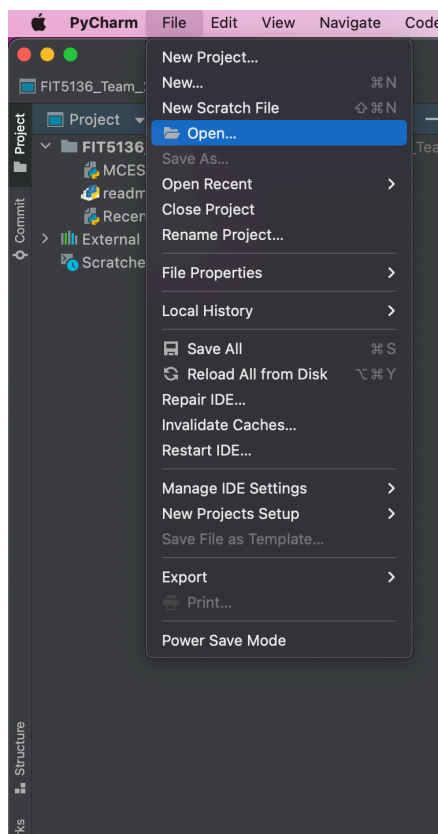 PyCharm File Edit View Navigate Code
FIT5136_Team_
Project
FIT5136_
MCES
readm
Recen
External
Scratche
New Project...
New... ⌘N
New Scratch File ⇧⌘N
Open...
Save As...
Open Recent
Close Project
Rename Project...
File Properties
Local History
Save All ⌘S
Reload All from Disk ⌥⌘Y
Repair IDE...
Invalidate Caches...
Restart IDE...
Manage IDE Settings
New Projects Setup
Save File as Template...
Export
Print...
Power Save Mode
_Tea
Project
Commit
Structure
ks